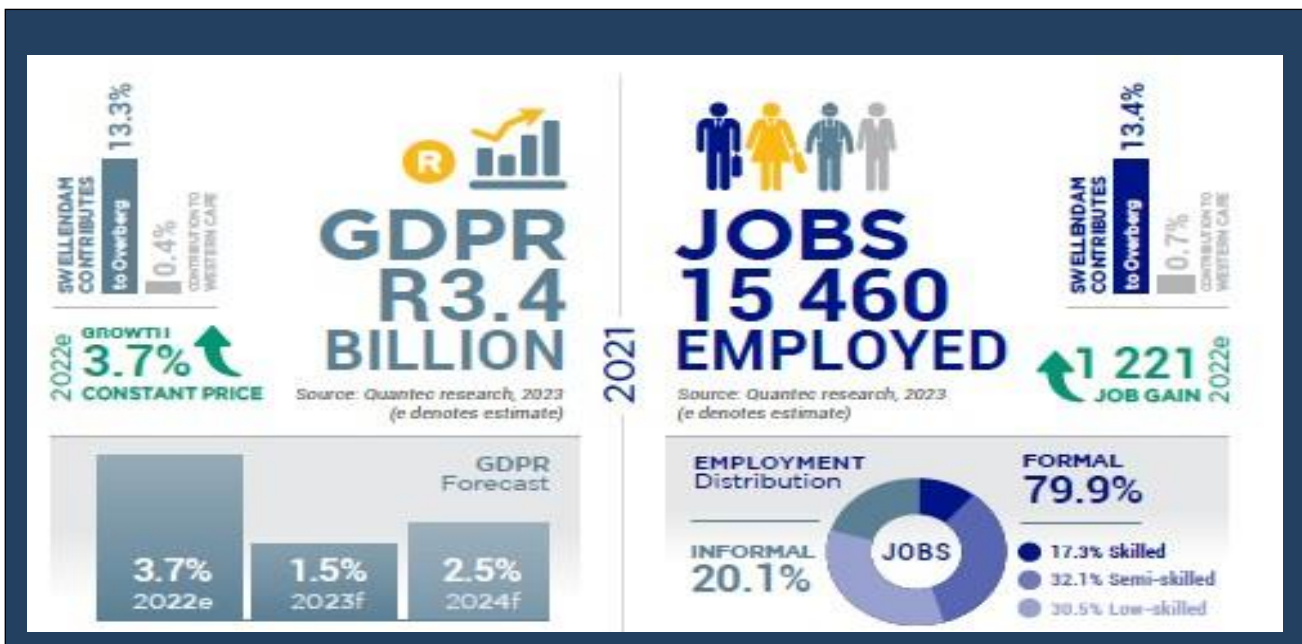 SWELLENDAM
CONTRIBUTES
to Overberg
13.3%
0.4%
CONTRIBUTION TO
WESTERN CAPE
R
GDPR
R3.4
BILLION
2022e
GROWTH
3.7%
CONSTANT PRICE
Source: Quantec research, 2023
(e denotes estimate)
2021
JOBS
15 460
EMPLOYED
Source: Quantec research, 2023
(e denotes estimate)
SWELLENDAM
CONTRIBUTES
to Overberg
13.4%
0.7%
CONTRIBUTION TO
WESTERN CAPE
1 221
JOB GAIN
2022e
GDPR
Forecast
3.7%
2022e
1.5%
2023f
2.5%
2024f
EMPLOYMENT
Distribution
INFORMAL
20.1%
JOBS
FORMAL
79.9%
17.3% Skilled
32.1% Semi-skilled
30.5% Low-skilled